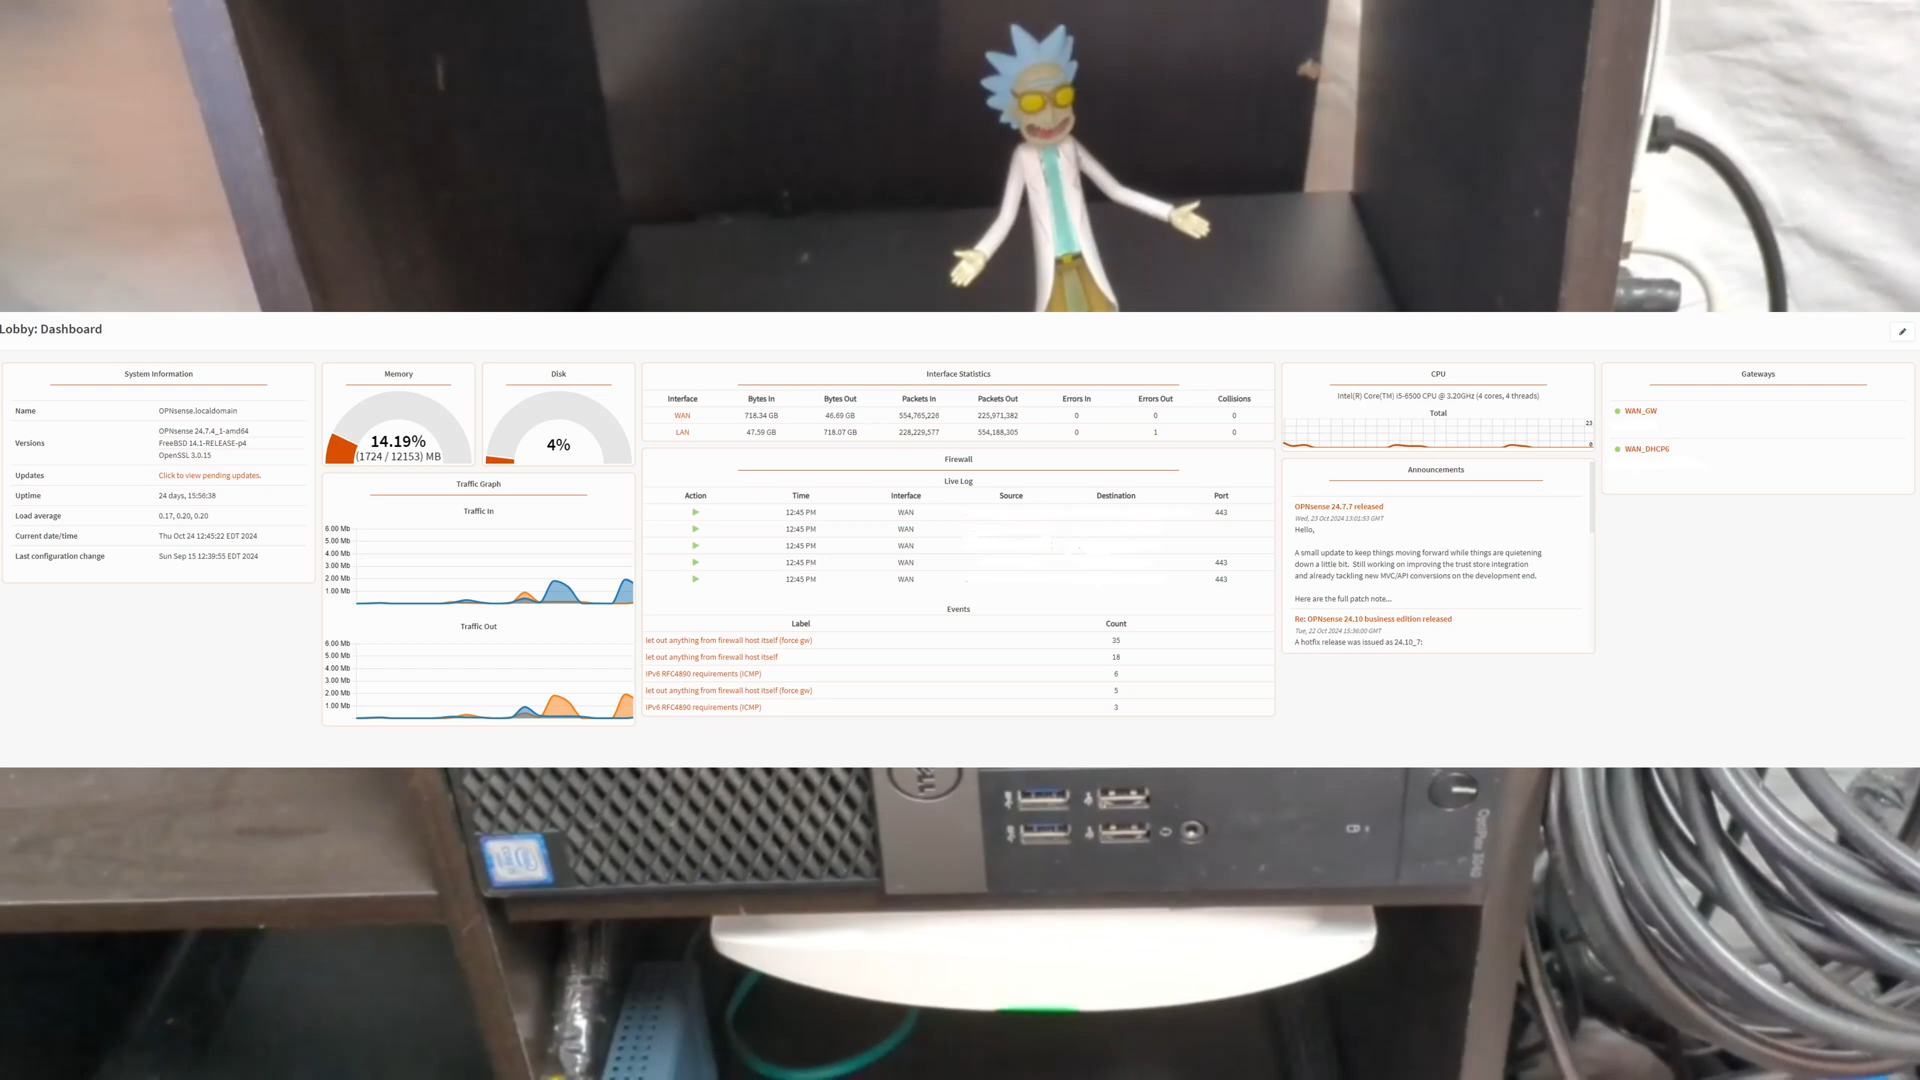 Lobby: Dashboard
System Information
Name OPNsense.localdomain
Versions OPNsense 24.7.4_1-amd64
FreeBSD 14.1-RELEASE-p4
OpenSSL 3.0.15
Updates Click to view pending updates.
Uptime 24 days, 15:56:38
Load average 0.17, 0.20, 0.20
Current date/time Thu Oct 24 12:45:22 EDT 2024
Last configuration change Sun Sep 15 12:39:55 EDT 2024
Memory
14.19%
(1724 / 12153) MB
Disk
4%
Traffic Graph
Traffic In
6.00 Mb
5.00 Mb
4.00 Mb
3.00 Mb
2.00 Mb
1.00 Mb
Traffic Out
6.00 Mb
5.00 Mb
4.00 Mb
3.00 Mb
2.00 Mb
1.00 Mb
Interface Statistics
Interface Bytes In Bytes Out Packets In Packets Out Errors In Errors Out Collisions
WAN 718.34 GB 46.69 GB 554,765,226 225,971,382 0 0 0
LAN 47.59 GB 718.07 GB 228,229,577 554,188,305 0 1 0
Firewall
Live Log
Action Time Interface Source Destination Port
12:45 PM WAN 443
12:45 PM WAN
12:45 PM WAN
12:45 PM WAN 443
12:45 PM WAN 443
Events
Label Count
let out anything from firewall host itself (force gw) 35
let out anything from firewall host itself 18
IPv6 RFC4890 requirements (ICMP) 6
let out anything from firewall host itself (force gw) 5
IPv6 RFC4890 requirements (ICMP) 3
CPU
Intel(R) Core(TM) i5-6500 CPU @ 3.20GHz (4 cores, 4 threads)
Total
23
0
Announcements
OPNsense 24.7.7 released
Wed, 23 Oct 2024 13:01:53 GMT
Hello,
A small update to keep things moving forward while things are quietening
down a little bit. Still working on improving the trust store integration
and already tackling new MVC/API conversions on the development end.
Here are the full patch note...
Re: OPNsense 24.10 business edition released
Tue, 22 Oct 2024 15:36:00 GMT
A hotfix release was issued as 24.10_7:
Gateways
WAN_GW
WAN_DHCP6
OptiPlex 3040